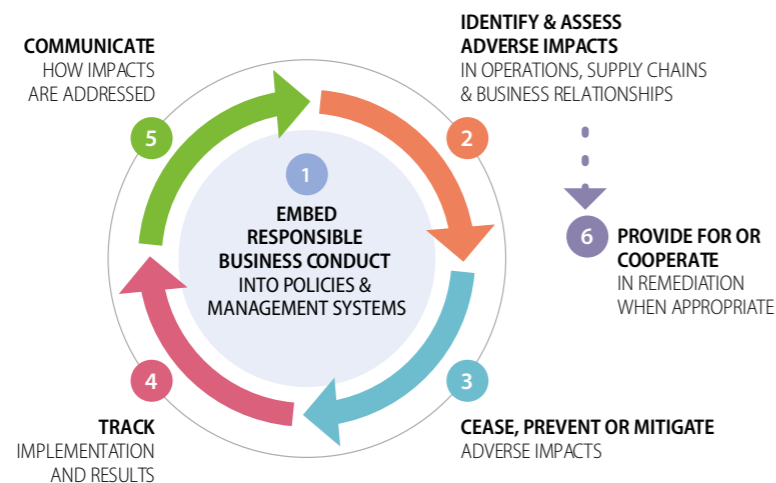 1
EMBED
RESPONSIBLE
BUSINESS CONDUCT
INTO POLICIES &
MANAGEMENT SYSTEMS
2
IDENTIFY & ASSESS
ADVERSE IMPACTS
IN OPERATIONS, SUPPLY CHAINS
& BUSINESS RELATIONSHIPS
3
CEASE, PREVENT OR MITIGATE
ADVERSE IMPACTS
4
TRACK
IMPLEMENTATION
AND RESULTS
5
COMMUNICATE
HOW IMPACTS
ARE ADDRESSED
6
PROVIDE FOR OR
COOPERATE
IN REMEDIATION
WHEN APPROPRIATE